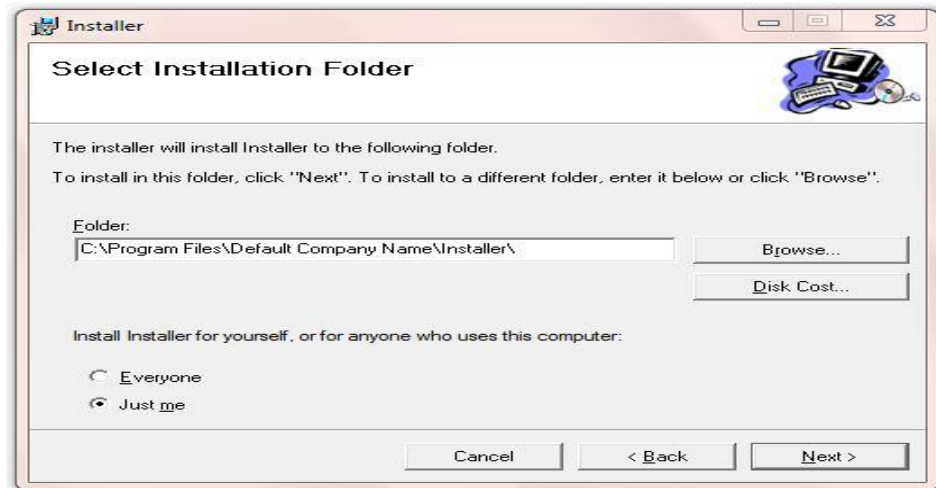 Installer
Select Installation Folder
The installer will install Installer to the following folder.
To install in this folder, click "Next". To install to a different folder, enter it below or click "Browse".
Folder:
C:\Program Files\Default Company Name\Installer\
Browse...
Disk Cost...
Install Installer for yourself, or for anyone who uses this computer:
Everyone
Just me
Cancel
< Back
Next >